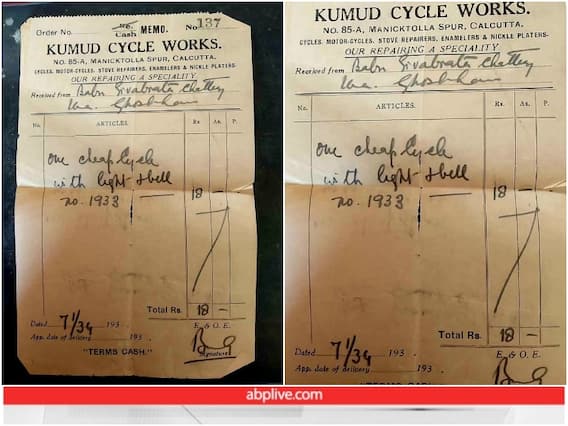 Order No. No. Cash MEMO. No. 137
KUMUD CYCLE WORKS.
No. 85-A, MANICKTOLLA SPUR, CALCUTTA.
CYCLES. MOTOR-CYCLES. STOVE REPAIRERS, ENAMELERS & NICKLE PLATERS
OUR REPAIRING A SPECIALITY.
Received from Babu Sivabrata
No. ARTICLES. Rs As. P.
one cheap Cycle
with light & bell 18 —
no. 1933
Total Rs. 18 —
Dated 7/1/34 193 . E. & O. E.
App. date of delivery 193 .
"TERMS CASH." Signature
KUMUD CYCLE WORKS.
No. 85-A, MANICKTOLLA SPUR, CALCUTTA.
CYCLES. MOTOR-CYCLES. STOVE REPAIRERS, ENAMELERS & NICKLE PLATERS
OUR REPAIRING A SPECIALITY.
Received from Babu Sivabrata
No. ARTICLES. Rs As. P.
one cheap Cycle
with light & bell 18 —
no. 1933
Total Rs. 18 —
Dated 7/1/34 193 . E. & O. E.
App. date of delivery 193 .
"TERMS CASH."
abplive.com